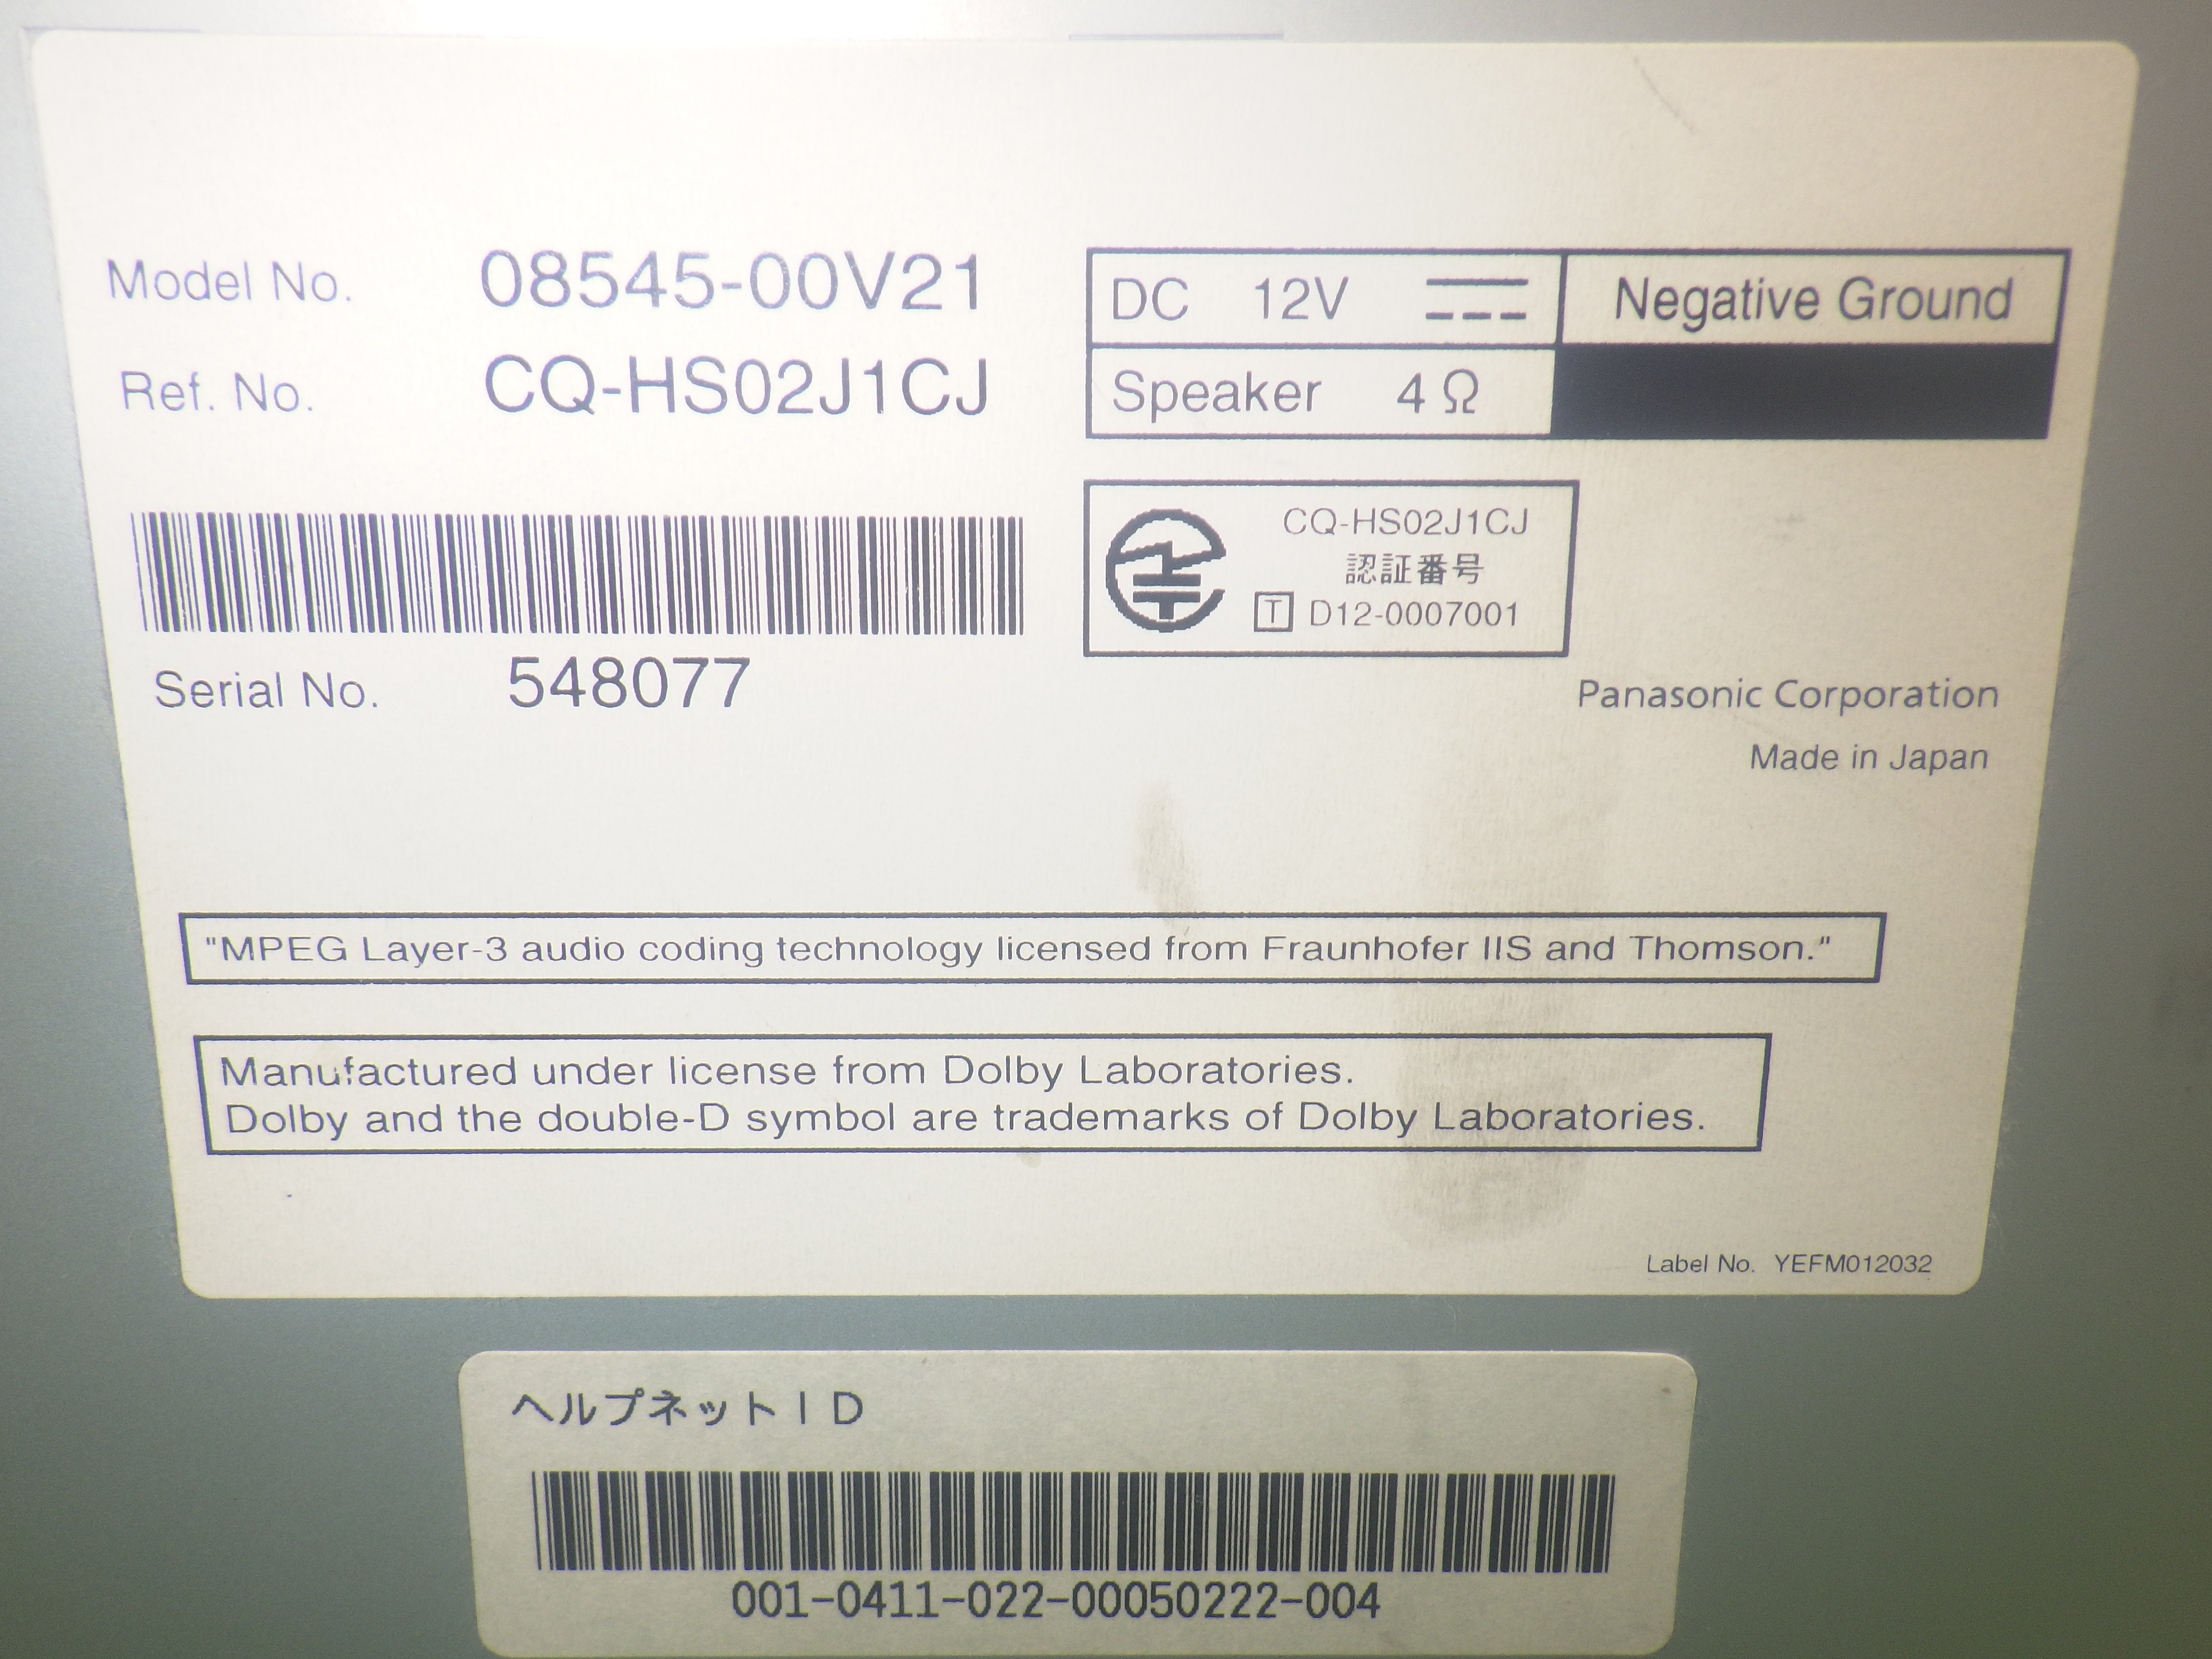 Model No. 08545-00V21
Ref. No. CQ-HS02J1CJ
DC 12V Negative Ground
Speaker 4 Ω
CQ-HS02J1CJ
認証番号
T D12-0007001
Serial No. 548077
Panasonic Corporation
Made in Japan
"MPEG Layer-3 audio coding technology licensed from Fraunhofer IIS and Thomson."
Manufactured under license from Dolby Laboratories.
Dolby and the double-D symbol are trademarks of Dolby Laboratories.
Label No. YEFM012032
ヘルプネットID
001-0411-022-00050222-004